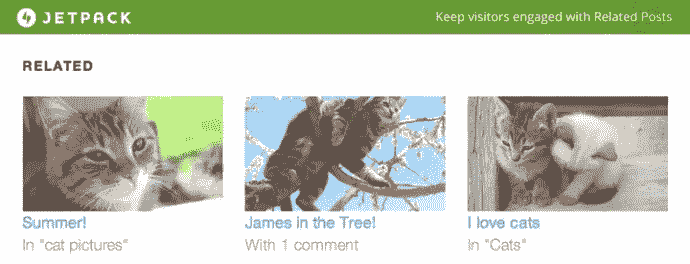 JETPACK
Keep visitors engaged with Related Posts
RELATED
Summer!
In "cat pictures"
James in the Tree!
With 1 comment
I love cats
In "Cats"